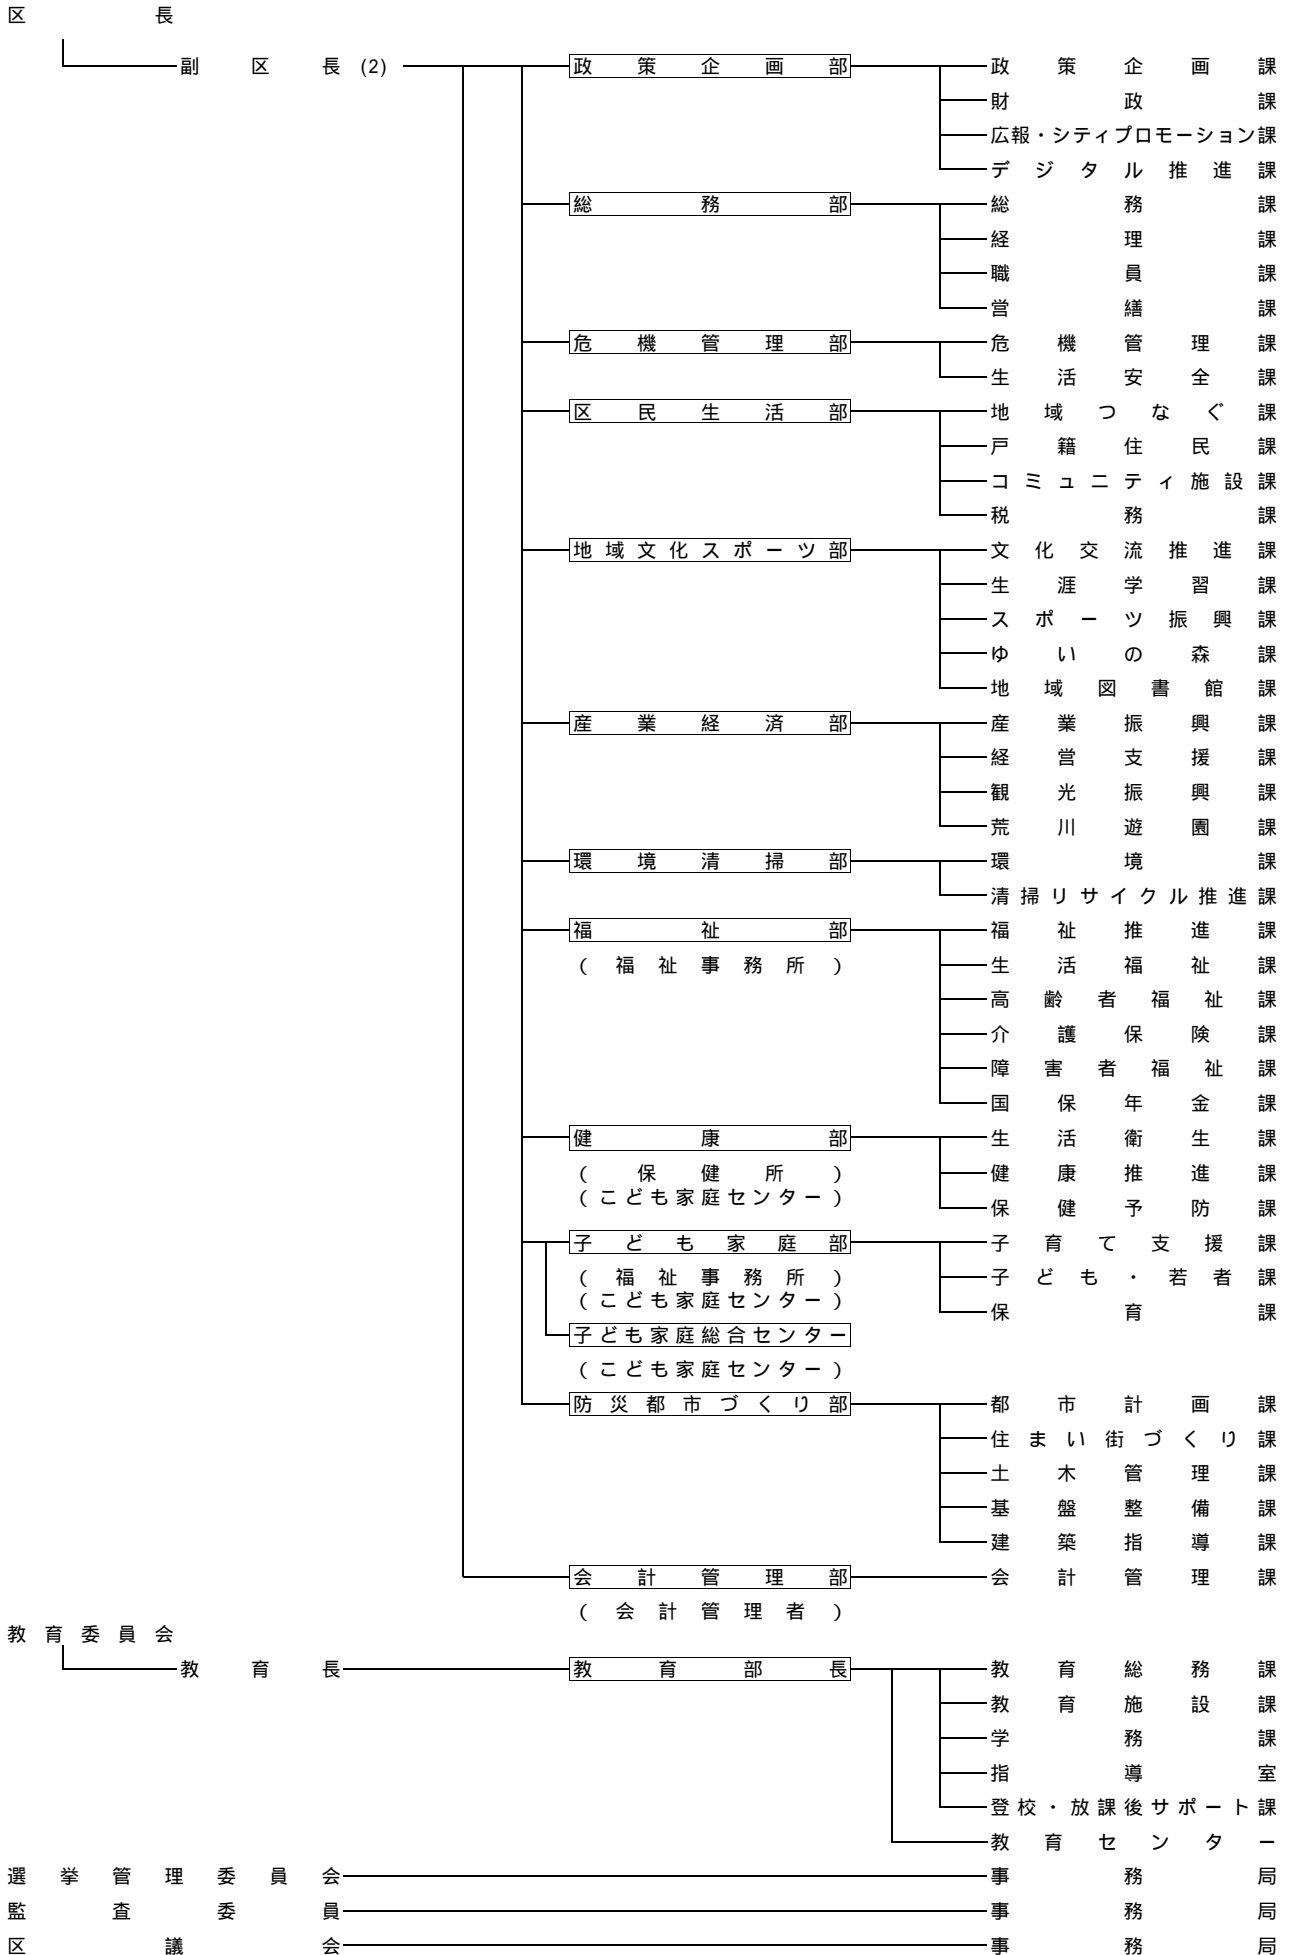 区長
副区長(2) 政策企画部 政策企画課
財政課
広報・シティプロモーション課
デジタル推進課
総務部 総務課
経理課
職員課
営繕課
危機管理部 危機管理課
生活安全課
区民生活部 地域つなぐ課
戸籍住民課
コミュニティ施設課
税務課
地域文化スポーツ部 文化交流推進課
生涯学習課
スポーツ振興課
ゆいの森課
地域図書館課
産業経済部 産業振興課
経営支援課
観光振興課
荒川遊園課
環境清掃部 環境課
清掃リサイクル推進課
福祉部 福祉推進課
(福祉事務所) 生活福祉課
高齢者福祉課
介護保険課
障害者福祉課
国保年金課
健康部 生活衛生課
(保健所) 健康推進課
(こども家庭センター)
保健予防課
子ども家庭部 子育て支援課
(福祉事務所) 子ども・若者課
(こども家庭センター)
保育課
子ども家庭総合センター
(こども家庭センター)
防災都市づくり部 都市計画課
住まい街づくり課
土木管理課
基盤整備課
建築指導課
会計管理部 会計管理課
(会計管理者)
教育委員会
教育長 教育部長 教育総務課
教育施設課
学務課
指導室
登校・放課後サポート課
教育センター
選挙管理委員会 事務局
監査委員 事務局
区議会 事務局